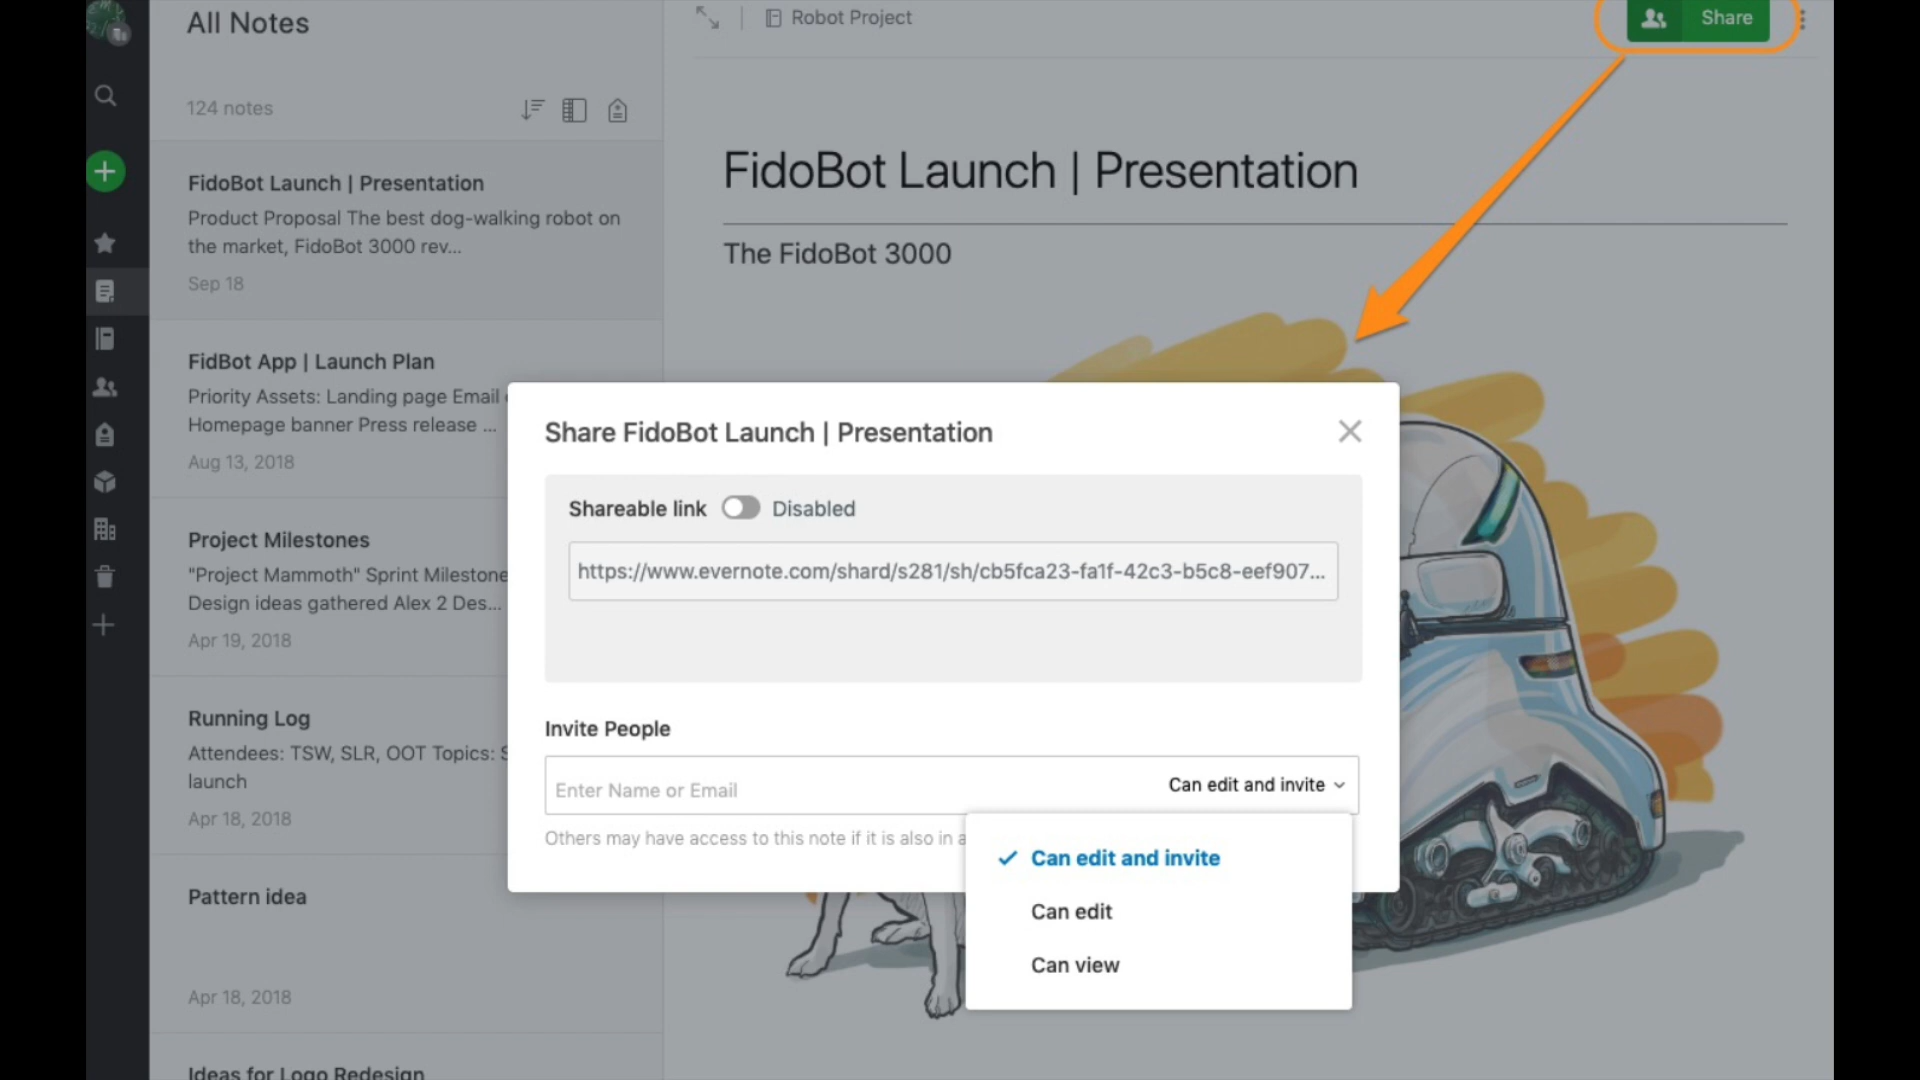 All Notes
124 notes
FidoBot Launch | Presentation
Product Proposal The best dog-walking robot on
the market, FidoBot 3000 rev...
Sep 18
FidBot App | Launch Plan
Priority Assets: Landing page Email
Homepage banner Press release ...
Aug 13, 2018
Project Milestones
"Project Mammoth" Sprint Milestone
Design ideas gathered Alex 2 Des...
Apr 19, 2018
Running Log
Attendees: TSW, SLR, OOT Topics: S
launch
Apr 18, 2018
Pattern idea
Apr 18, 2018
Ideas for Logo Redesign
Robot Project
Share
FidoBot Launch | Presentation
The FidoBot 3000
Share FidoBot Launch | Presentation
Shareable link Disabled
https://www.evernote.com/shard/s281/sh/cb5fca23-fa1f-42c3-b5c8-eef907...
Invite People
Enter Name or Email Can edit and invite
Others may have access to this note if it is also in a
Can edit and invite
Can edit
Can view